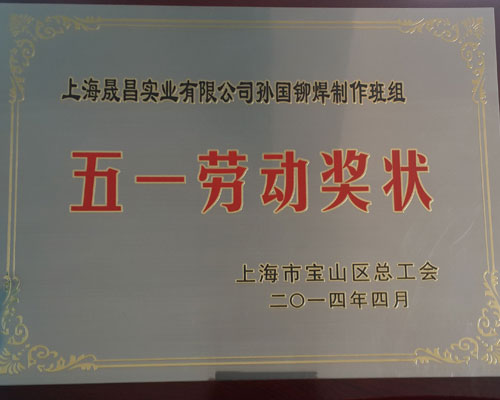 上海晟昌实业有限公司孙国铆焊制作班组
五一劳动奖状
上海市宝山区总工会
二〇一四年四月